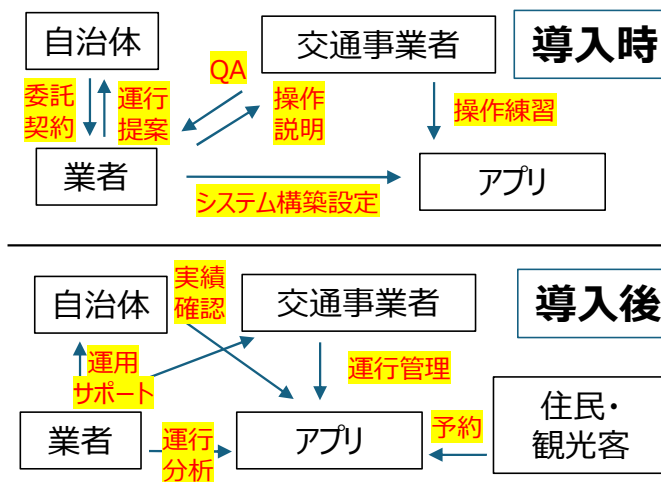 自治体
交通事業者
導入時
QA
委託
契約
運行
提案
操作
説明
操作練習
業者
アプリ
システム構築設定
実績
確認
自治体
交通事業者
導入後
運用
サポート
運行管理
住民・
観光客
業者
運行
分析
アプリ
予約